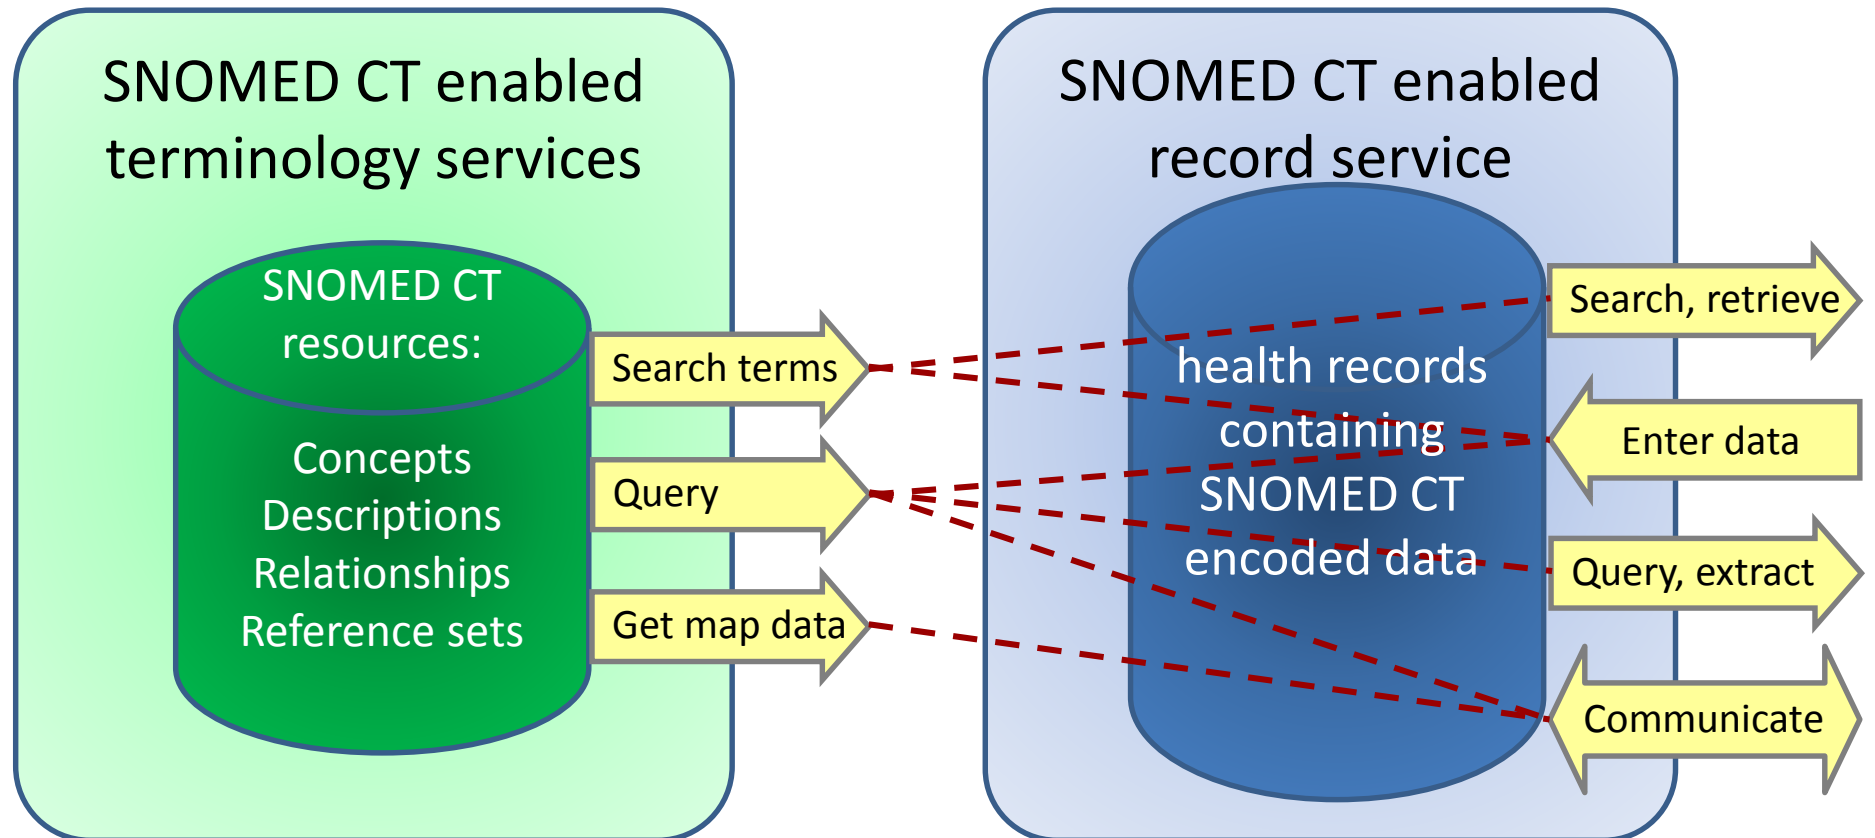 SNOMED CT enabled
terminology services
SNOMED CT
resources:
Concepts
Descriptions
Relationships
Reference sets
Search terms
Query
Get map data
SNOMED CT enabled
record service
health records
containing
SNOMED CT
encoded data
Search, retrieve
Enter data
Query, extract
Communicate